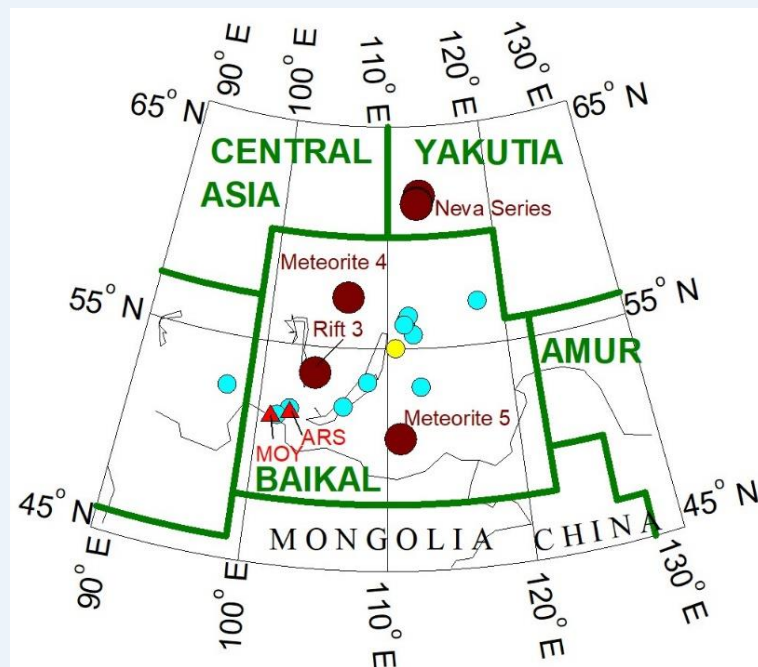 90° E
100° E
110° E
120° E
130° E
65° N
65° N
CENTRAL
ASIA
YAKUTIA
Neva Series
Meteorite 4
55° N
55° N
Rift 3
AMUR
Meteorite 5
ARS
MOY
BAIKAL
45° N
45° N
MONGOLIA
CHINA
90° E
100° E
110° E
120° E
130° E